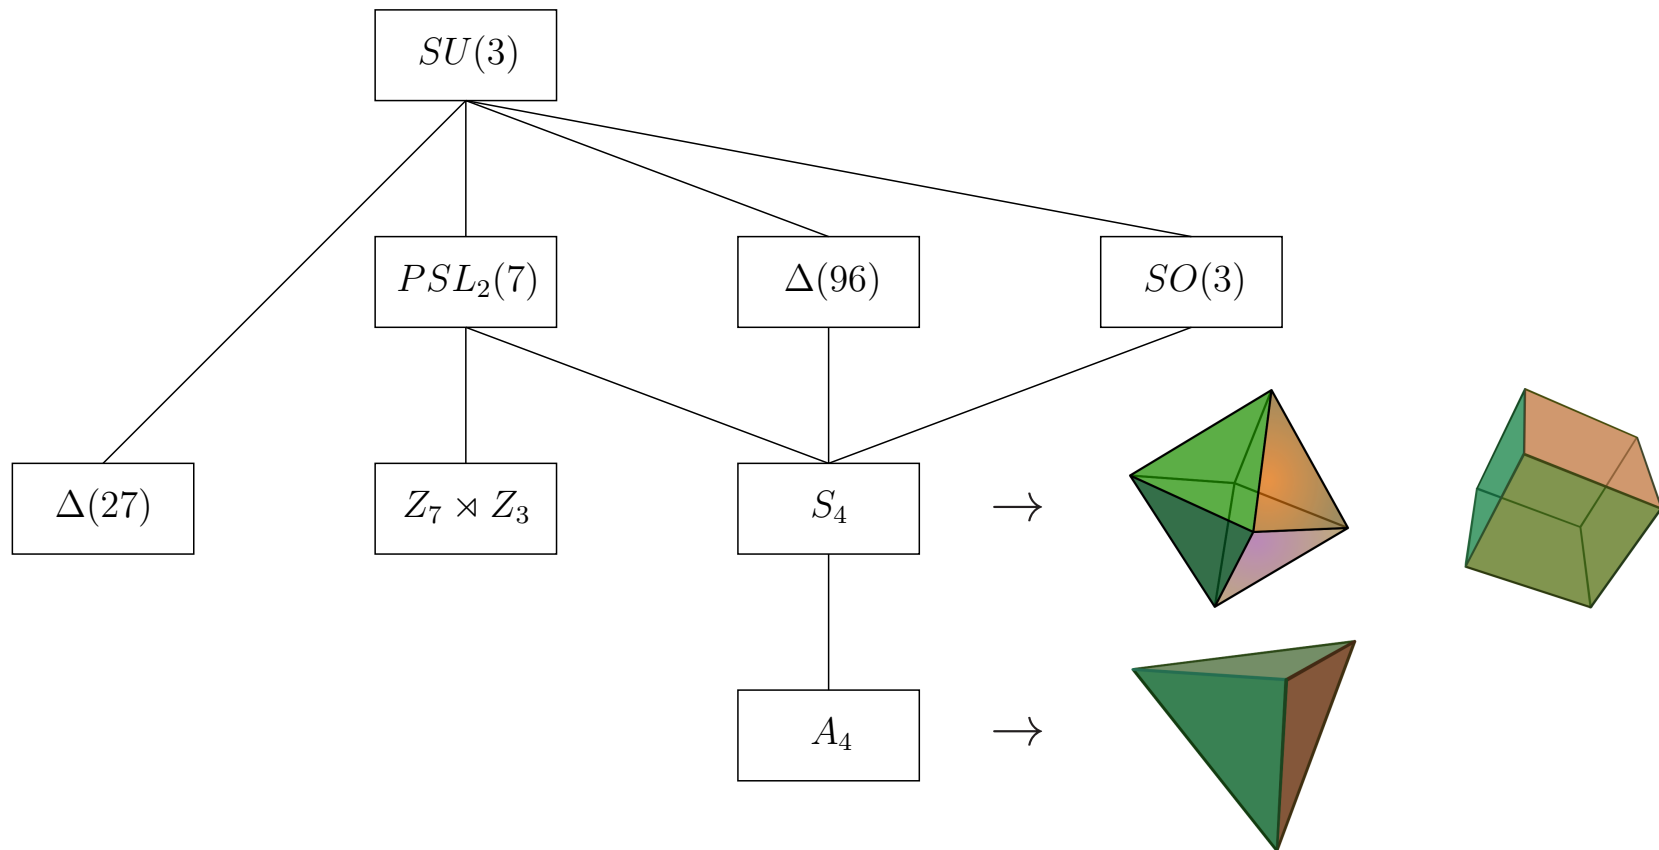 SU(3)
PSL₂(7)
Δ(96)
SO(3)
Δ(27)
Z₇ ⋊ Z₃
S₄
→
A₄
→